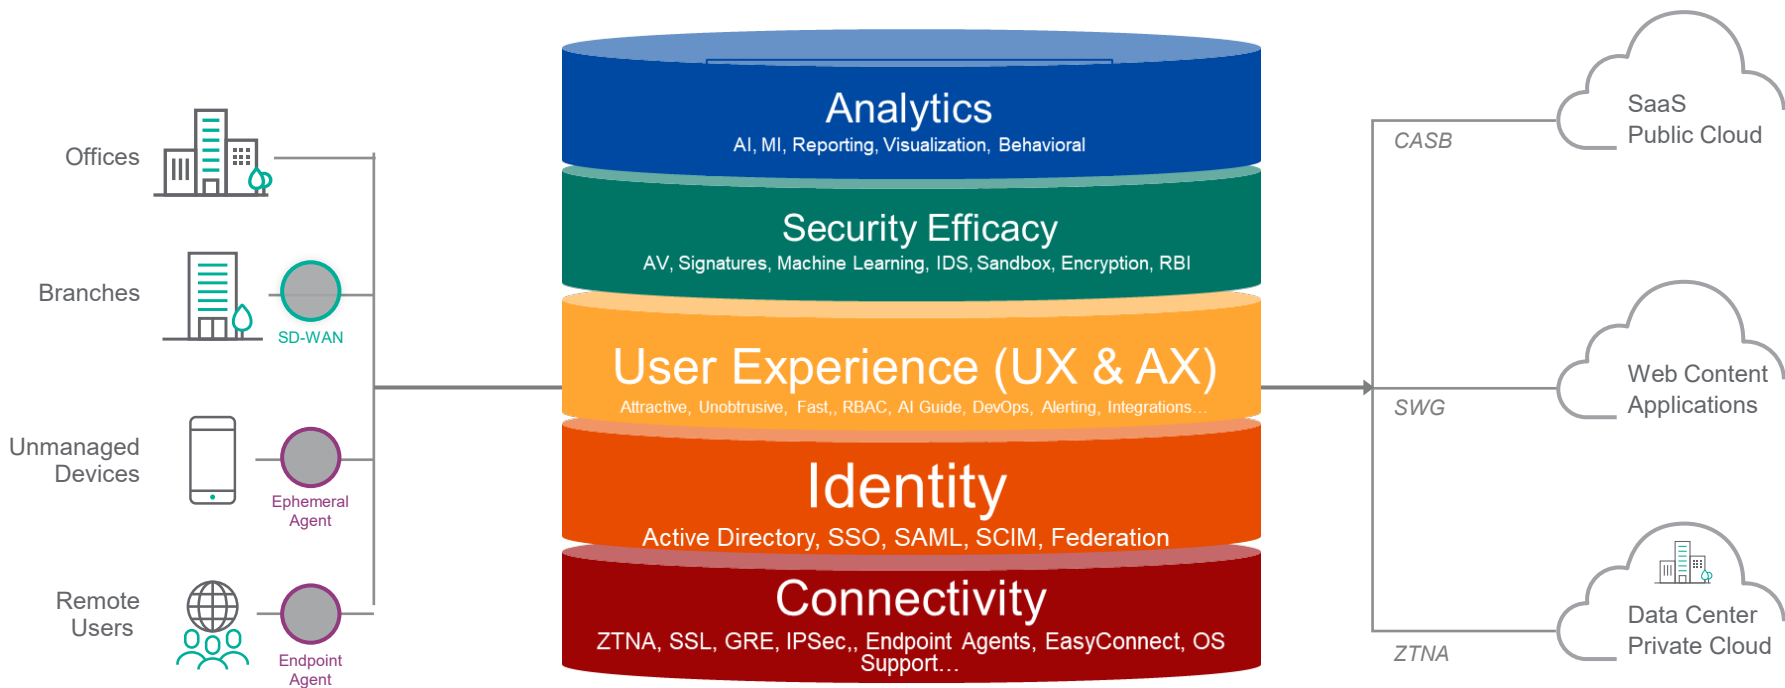 Offices
Branches
SD-WAN
Unmanaged
Devices
Ephemeral
Agent
Remote
Users
Endpoint
Agent
Analytics
AI, MI, Reporting, Visualization, Behavioral
Security Efficacy
AV, Signatures, Machine Learning, IDS, Sandbox, Encryption, RBI
User Experience (UX & AX)
Attractive, Unobtrusive, Fast,, RBAC, AI Guide, DevOps, Alerting, Integrations…
Identity
Active Directory, SSO, SAML, SCIM, Federation
Connectivity
ZTNA, SSL, GRE, IPSec,, Endpoint Agents, EasyConnect, OS
Support…
CASB
SaaS
Public Cloud
SWG
Web Content
Applications
ZTNA
Data Center
Private Cloud